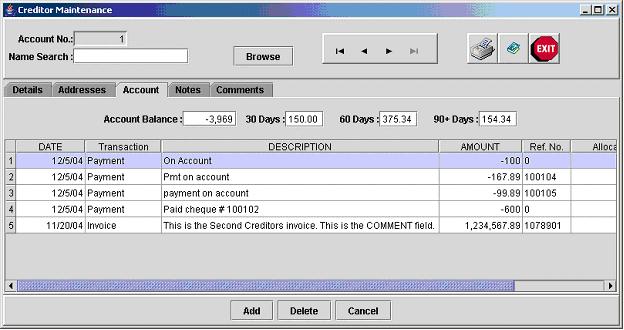 Creditor Maintenance
Account No.: 1
Name Search :
Browse
EXIT
Details Addresses Account Notes Comments
Account Balance : -3,969 30 Days : 150.00 60 Days : 375.34 90+ Days : 154.34
DATE Transaction DESCRIPTION AMOUNT Ref. No. Alloca
1 12/5/04 Payment On Account -100 0
2 12/5/04 Payment Pmt on account -167.89 100104
3 12/5/04 Payment payment on account -99.89 100105
4 12/5/04 Payment Paid cheque # 100102 -600 0
5 11/20/04 Invoice This is the Second Creditors invoice. This is the COMMENT field. 1,234,567.89 1078901
Add Delete Cancel